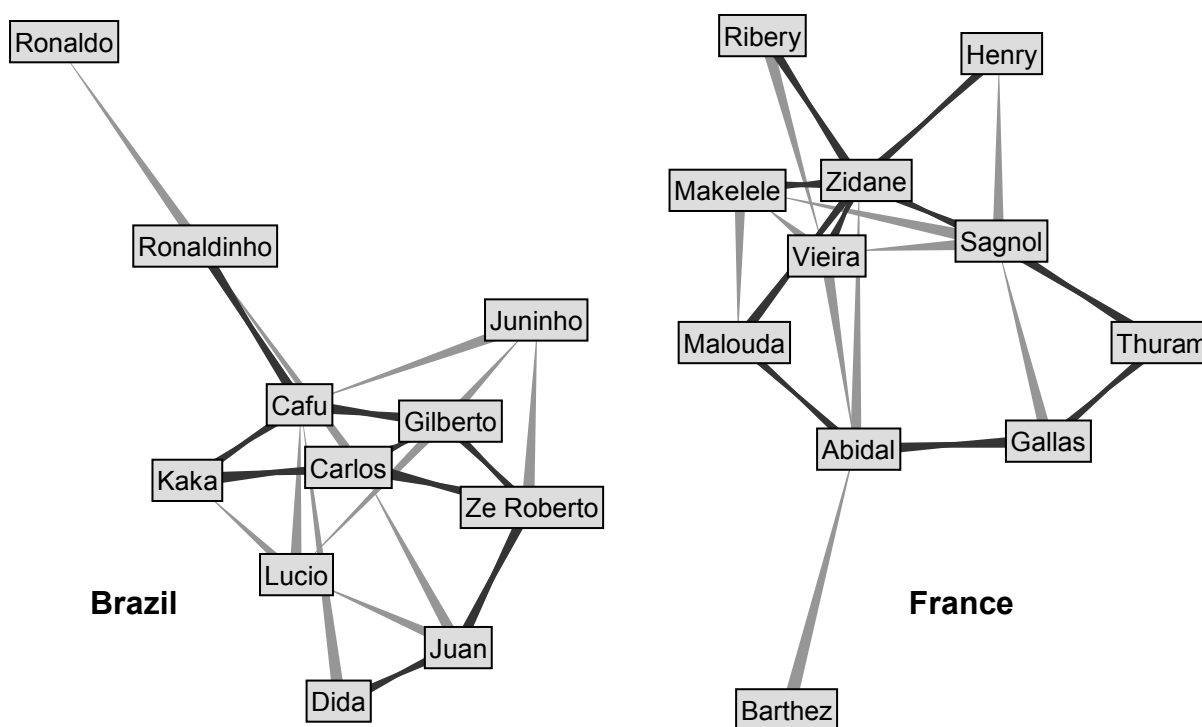 Ronaldo
Ronaldinho
Juninho
Cafu
Gilberto
Carlos
Kaka
Ze Roberto
Lucio
Brazil
Juan
Dida
Ribery
Henry
Zidane
Makelele
Sagnol
Vieira
Malouda
Thuram
Gallas
Abidal
France
Barthez